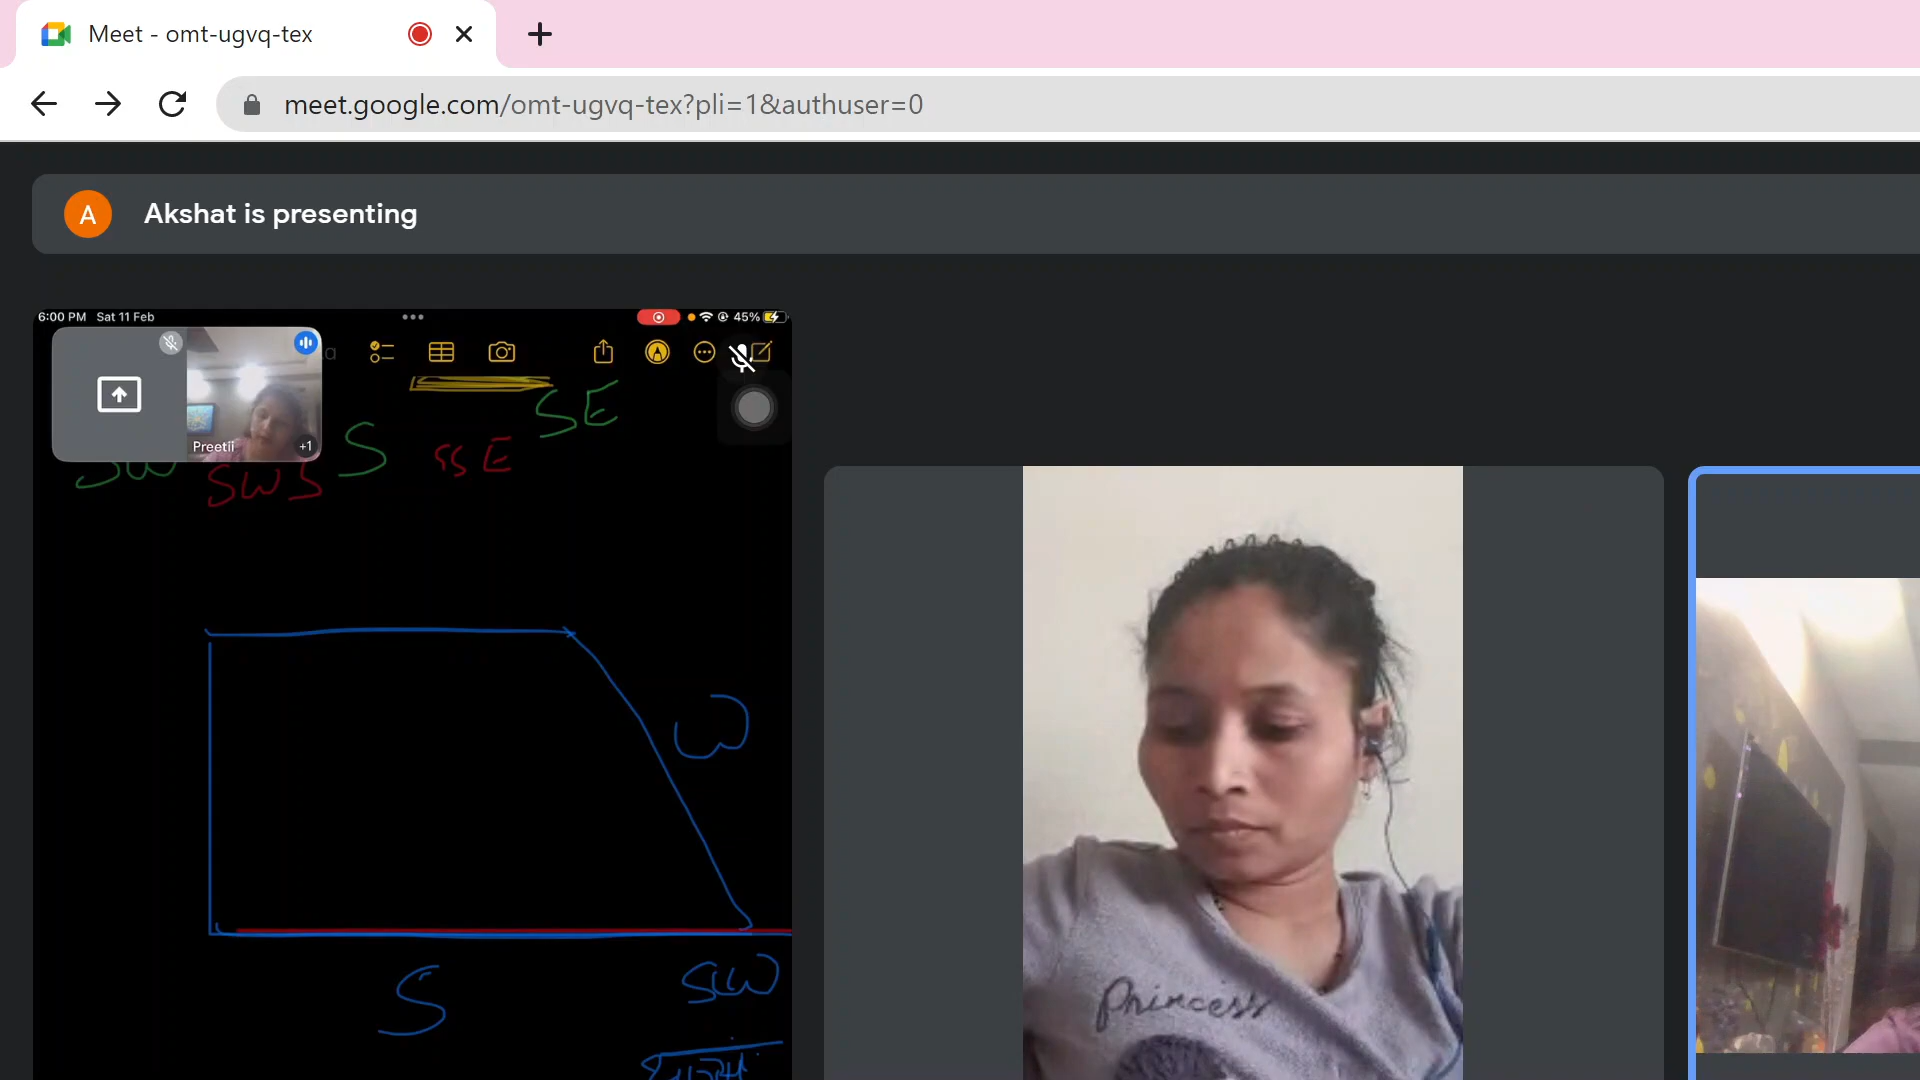 Meet - omt-ugvq-tex
meet.google.com/omt-ugvq-tex?pli=1&authuser=0
A
Akshat is presenting
6:00 PM Sat 11 Feb
45%
Preetii
+1
SE
S
SSE
SW
SWS
W
S
SW
Princess